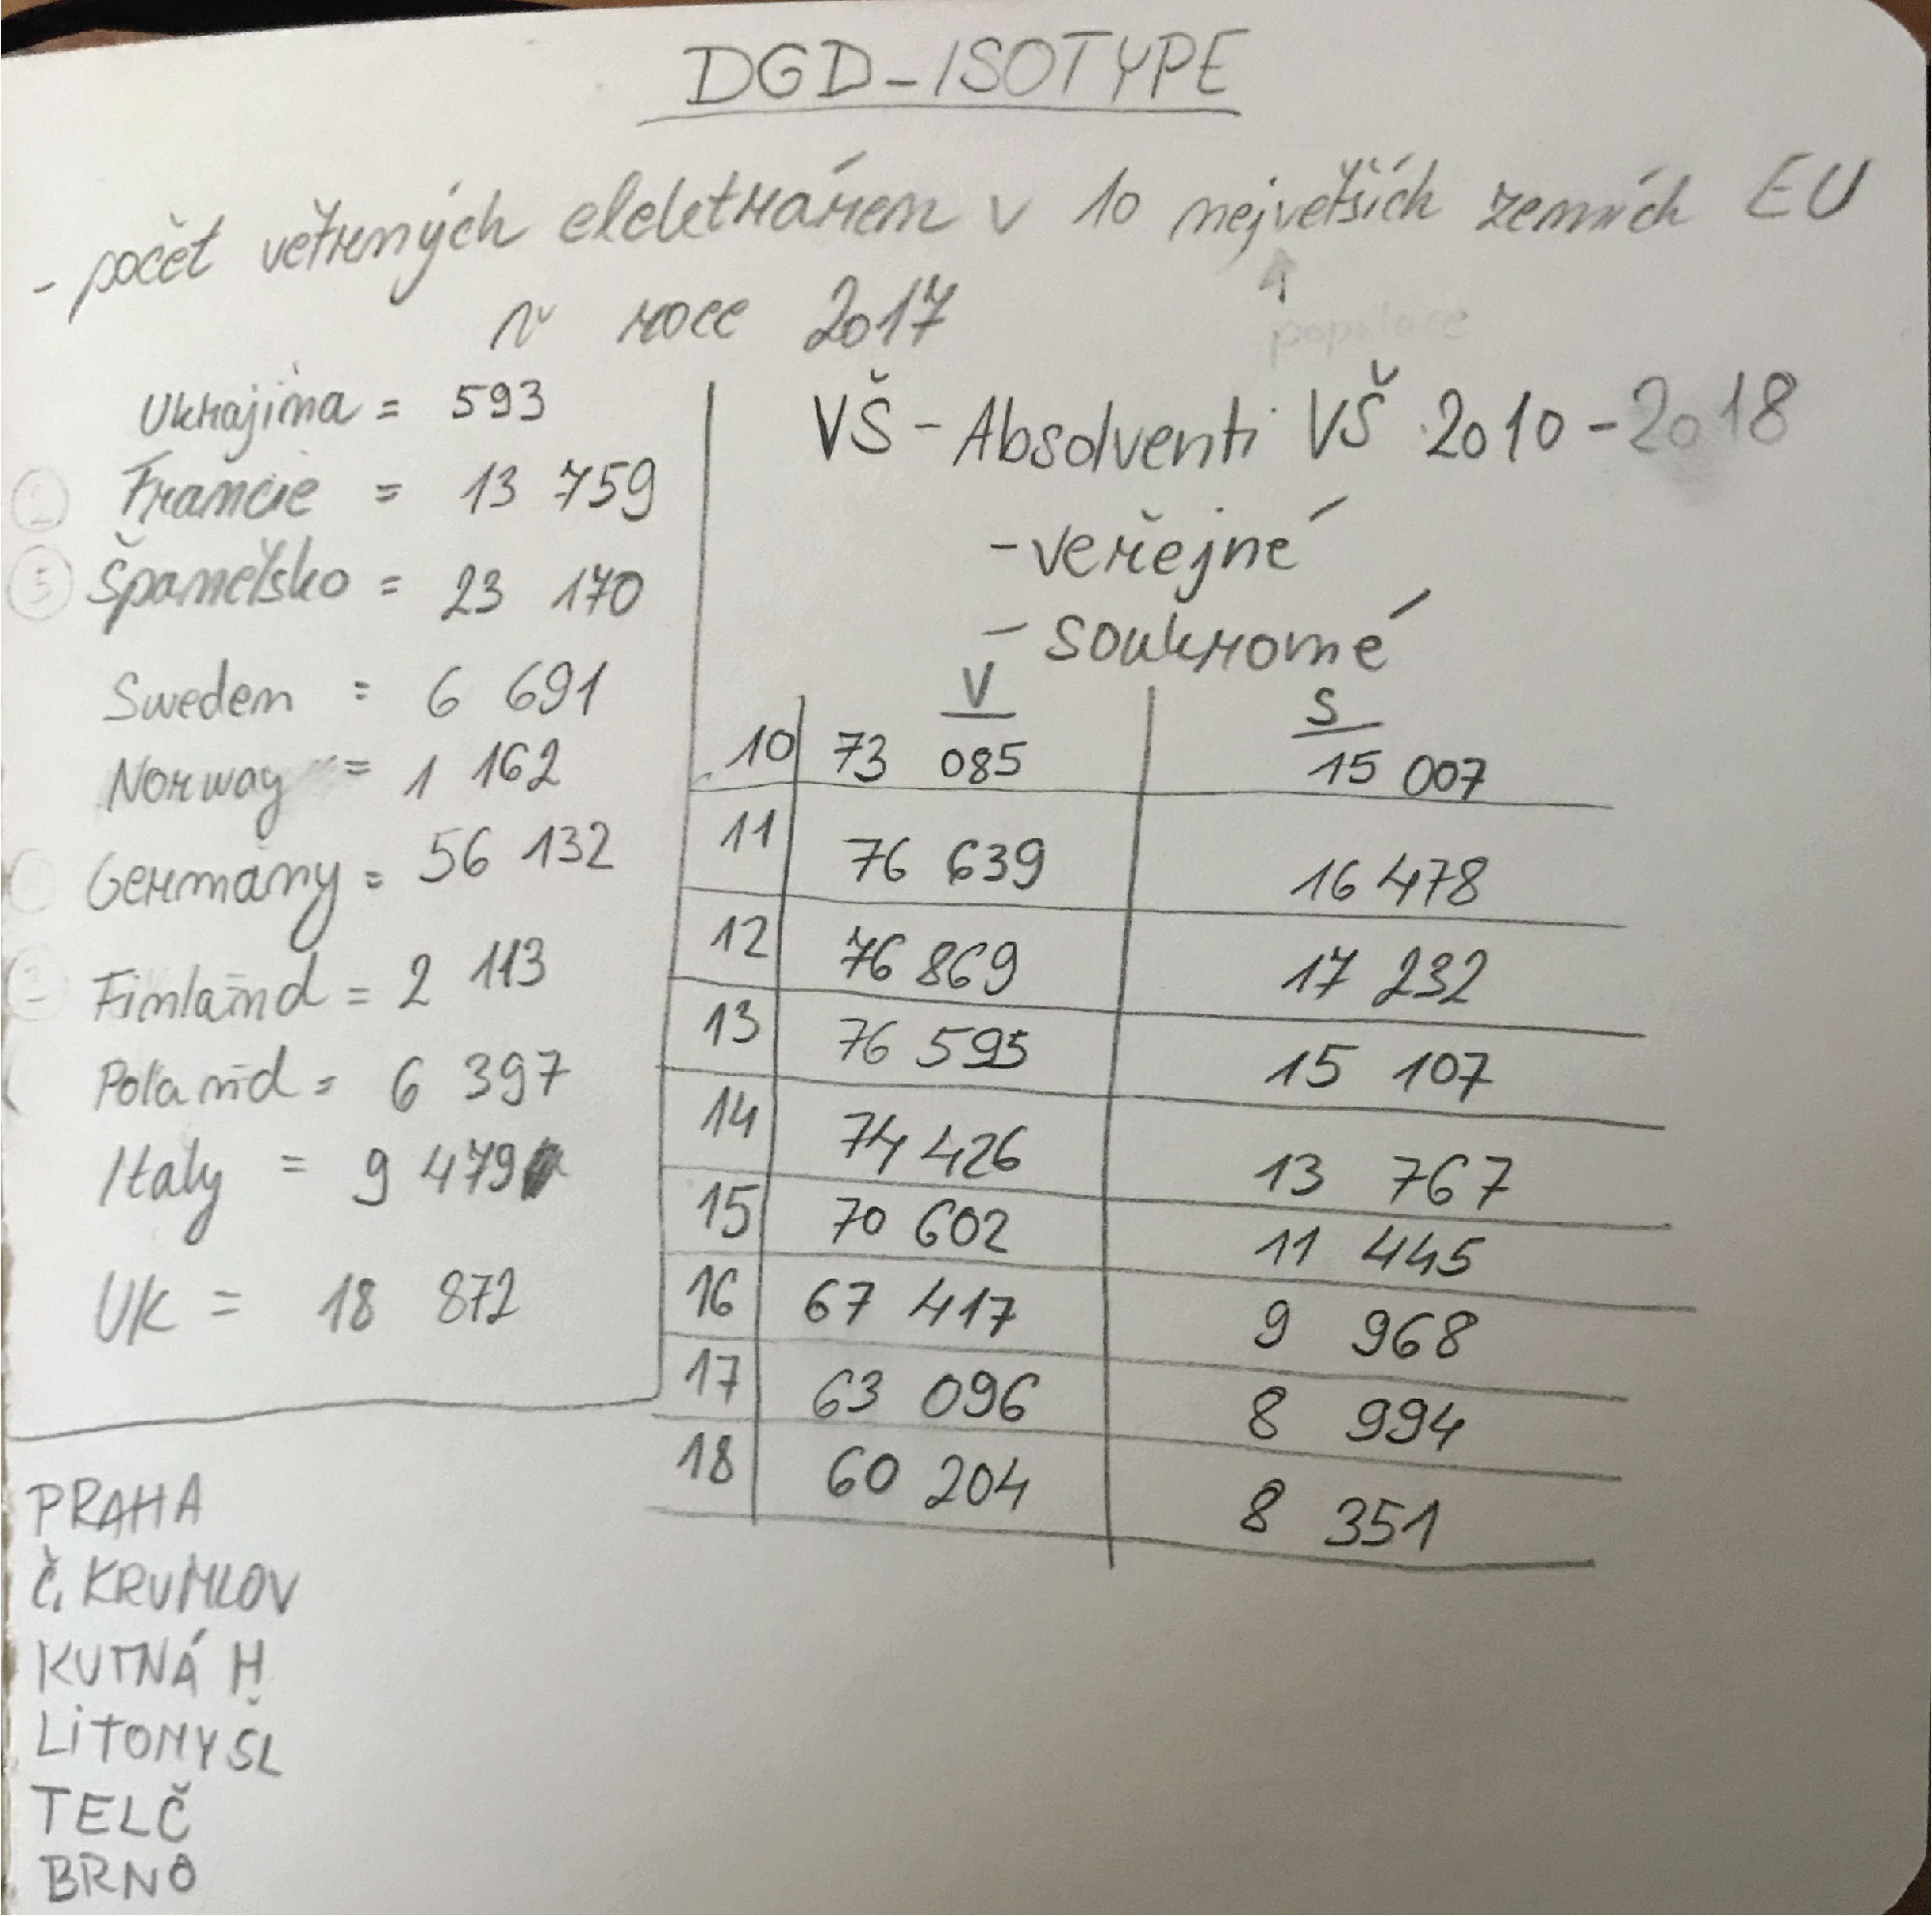 DGD-ISOTYPE
- počet větrných elektráren v 10 největších zemích EU
populace
v roce 2017
Ukrajina = 593
2 Francie = 13 759
Španělsko = 23 170
Sweden = 6 691
Norway = 1 162
Germany = 56 132
Finland = 2 113
Poland = 6 397
Italy = 9 479
UK = 18 872
VŠ - Absolventi VŠ 2010-2018
- veřejné
- soukromé
V S
10 73 085 15 007
11 76 639 16 478
12 76 869 17 232
13 76 595 15 107
14 74 426 13 767
15 70 602 11 445
16 67 417 9 968
17 63 096 8 994
18 60 204 8 351
PRAHA
Č. KRUMLOV
KUTNÁ H.
LiTOMYŠL
TELČ
BRNO